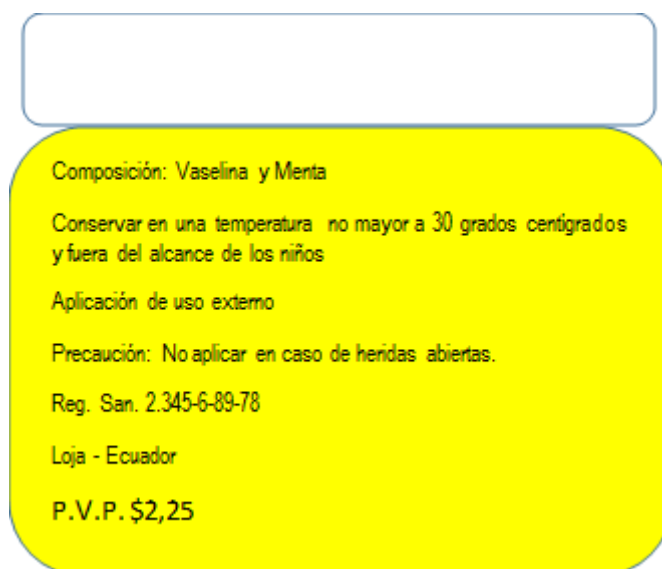 Composición: Vaselina y Menta
Conservar en una temperatura no mayor a 30 grados centigrados
y fuera del alcance de los niños
Aplicación de uso externo
Precaución: No aplicar en caso de heridas abiertas.
Reg. San. 2.345-6-89-78
Loja - Ecuador
P.V.P. $2,25